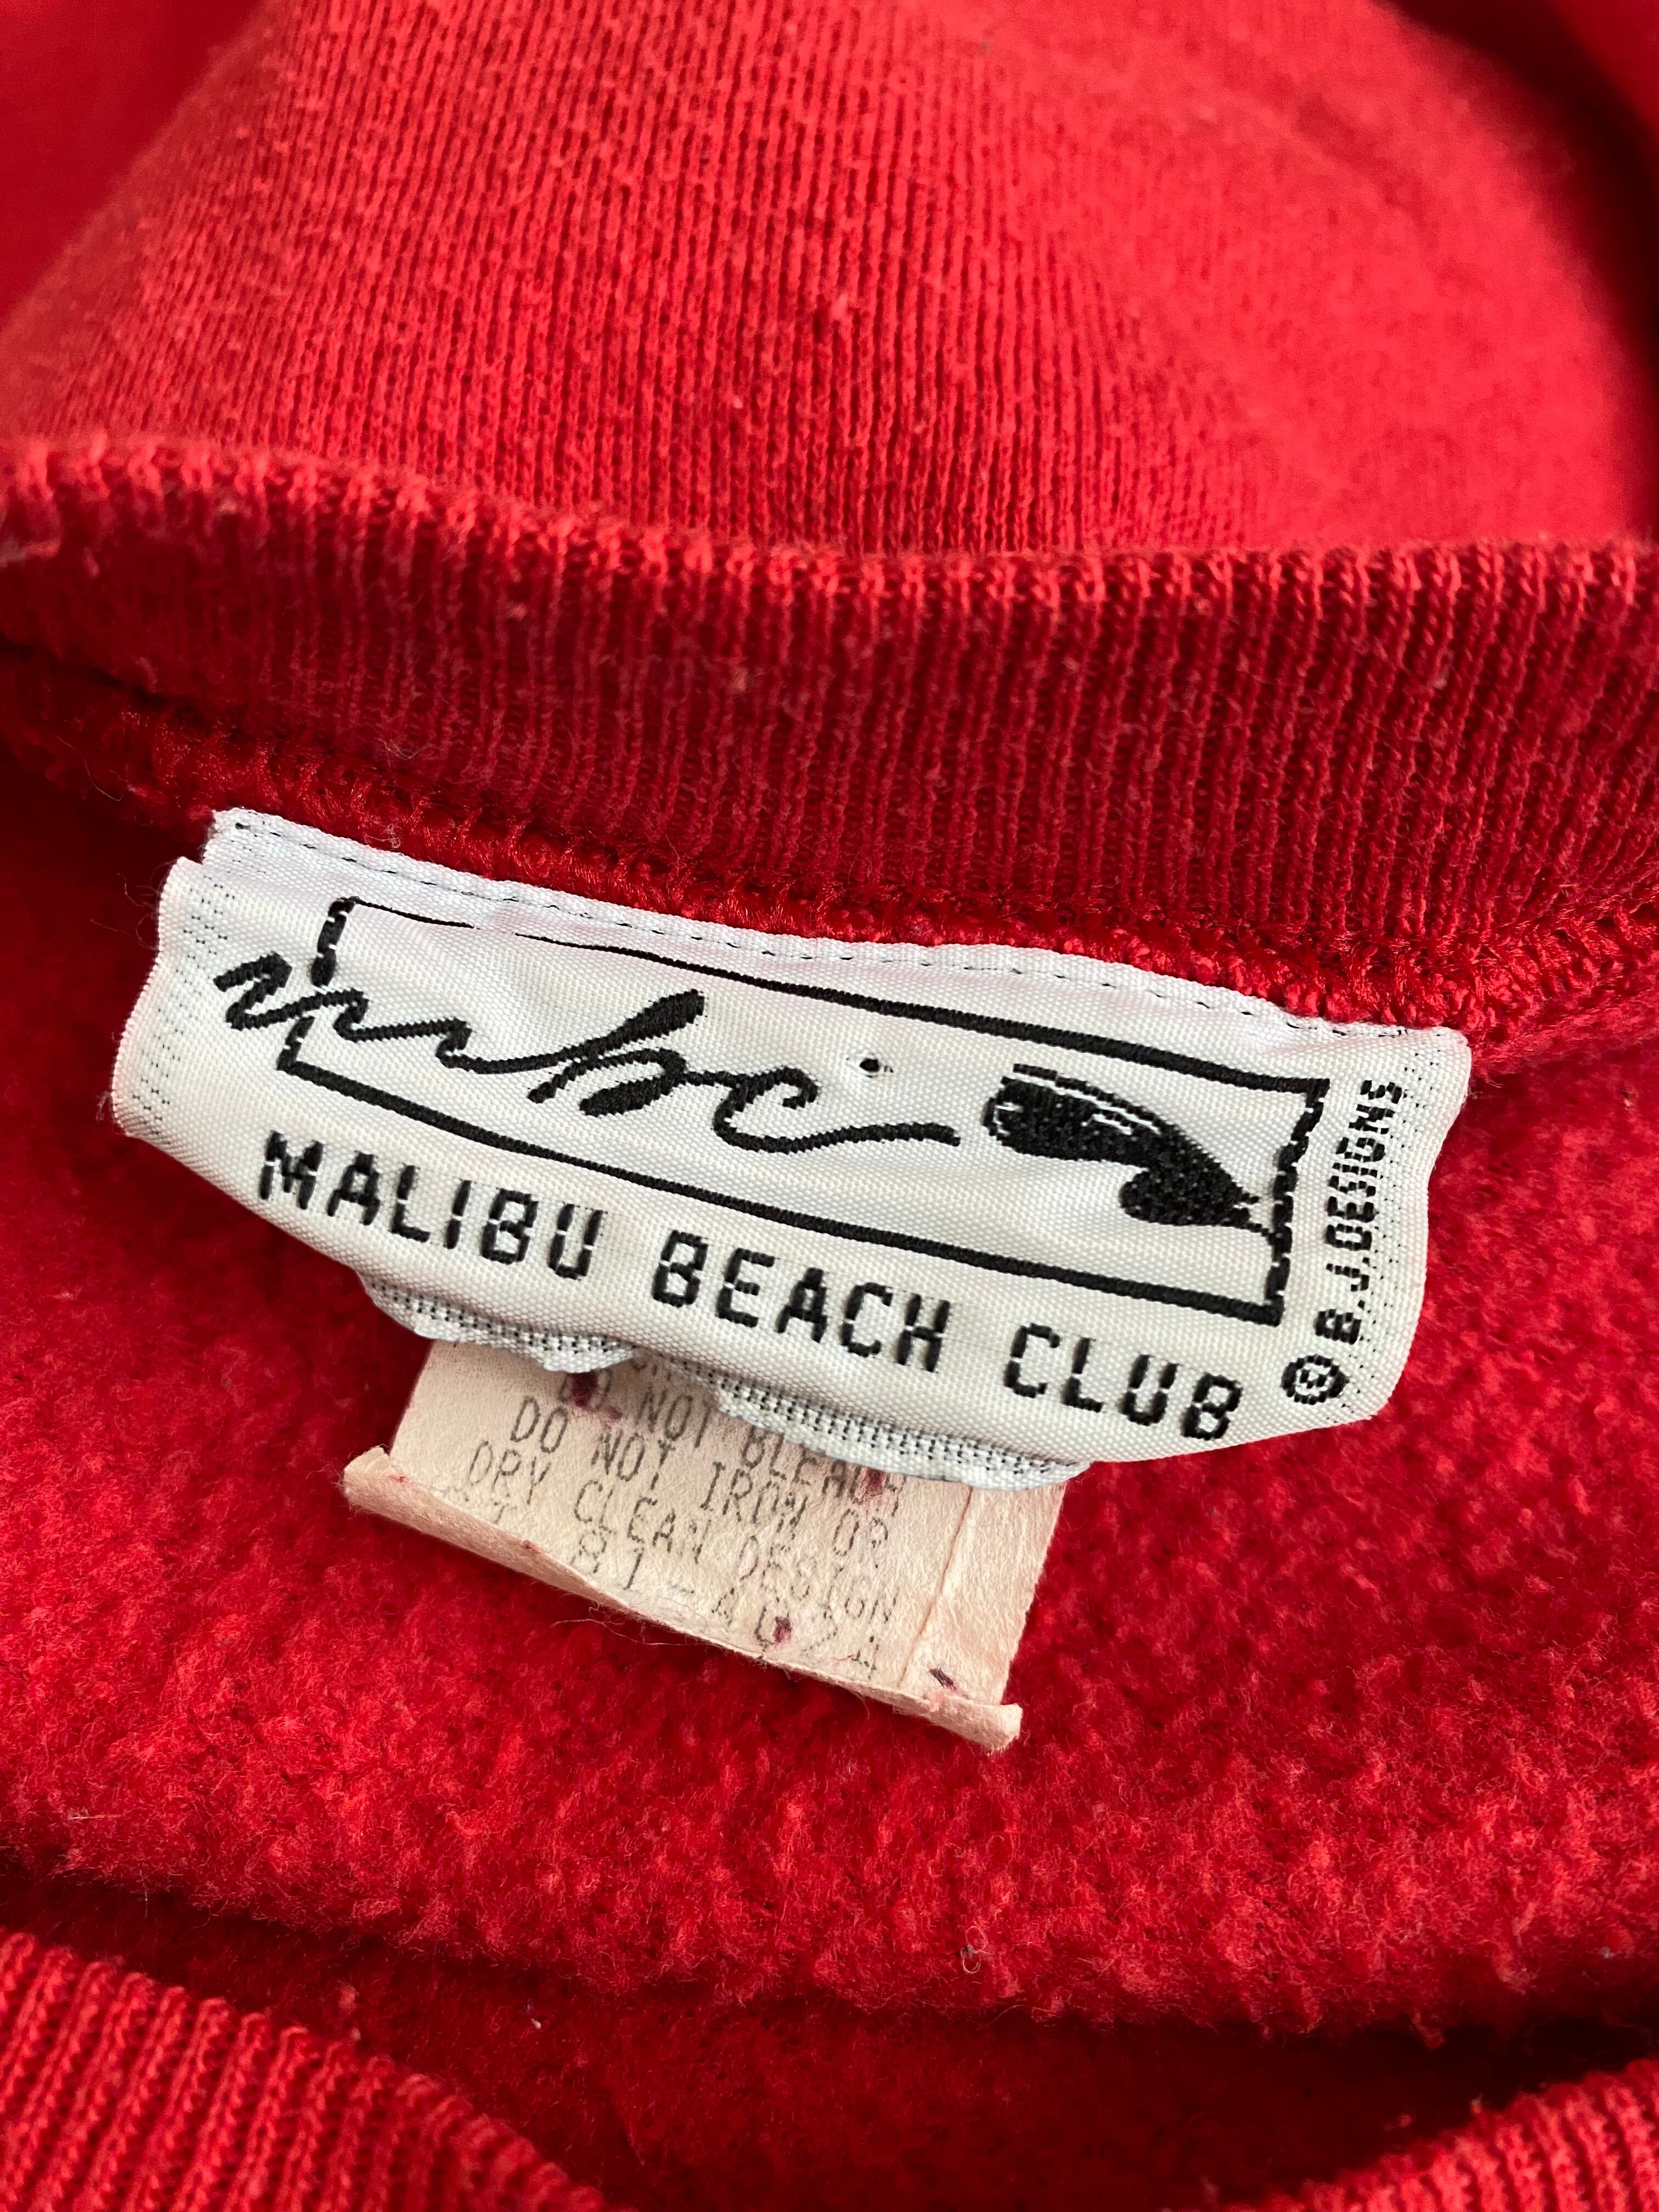 mbc
MALIBU BEACH CLUB
© B.J.DESIGNS
DO NOT BLEACH
DO NOT IRON OR
DRY CLEAN DESIGN